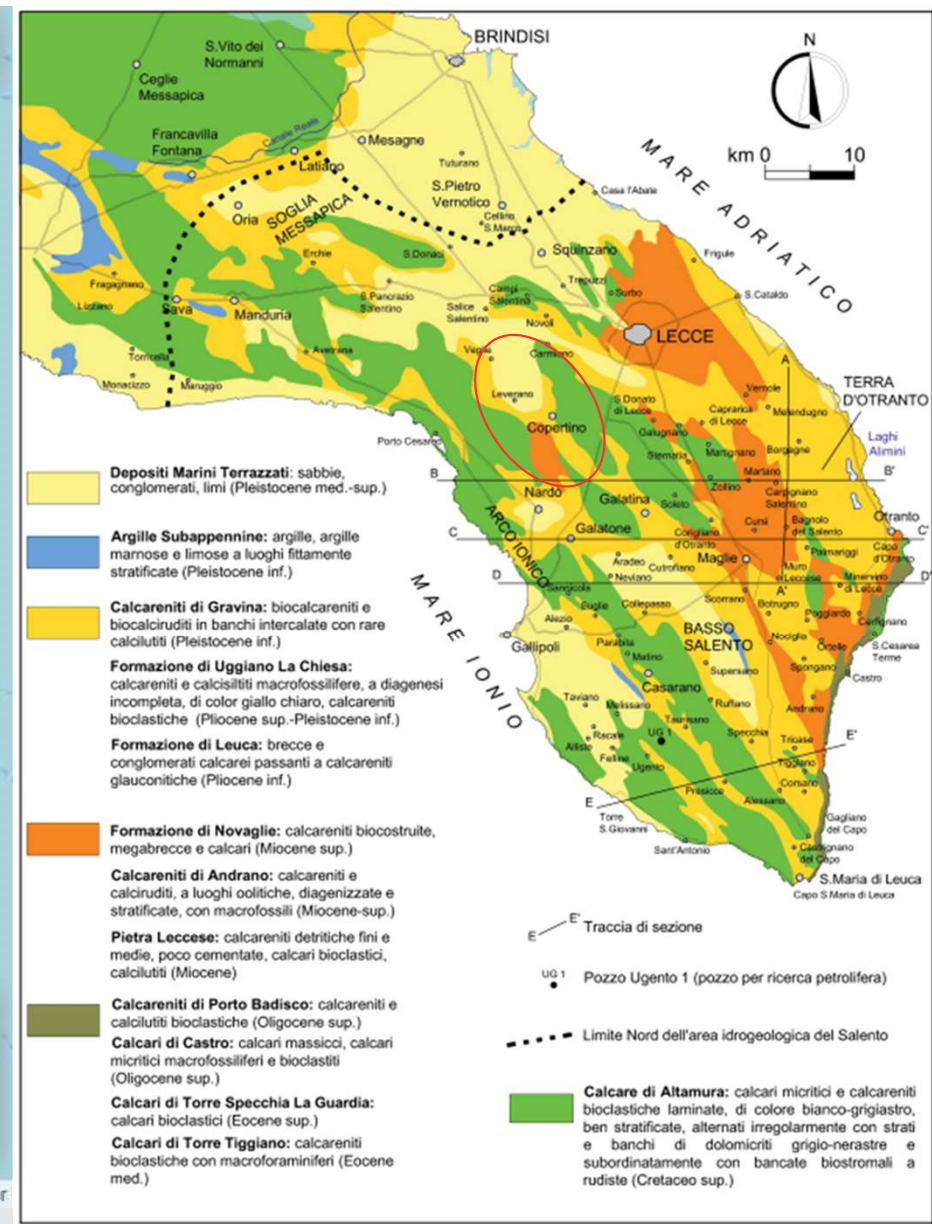 BRINDISI
S.Vito dei
Normanni
N
Ceglie
Messapica
Francavilla
Fontana
Canale Reale
Mesagne
km 0 10
MARE ADRIATICO
Latiano
Tuturano
S.Pietro
Vernotico
Casa l'Abate
Oria
SOGLIA
MESSAPICA
Cellino
S.Marco
Squinzano
Erchie
S.Donaci
Frigule
Fragagnano
Trepuzzi
Campi
Salentina
Surbo
S.Cataldo
Lizzano
Sava
Manduria
S.Pancrazio
Salentino
Salice
Salentino
Novoli
LECCE
Torricella
Avetrana
Veglie
Carmiano
A
Monacizzo
Maruggio
Leverano
Vernole
TERRA
D'OTRANTO
Copertino
S.Donato
di Lecce
Caprarica
di Lecce
Melendugno
Porto Cesareo
Galugnano
Laghi
Alimini
Sternatia
Martignano
Borgagne
B
Martano
B'
Nardò
Zollino
Carpignano
Salentino
Galatina
Soleto
ARCO IONICO
Otranto
C
Galatone
Corigliano
d'Otranto
Cursi
Bagnolo
del Salento
C'
Aradeo
Cutrofiano
Maglie
Palmariggi
Capo
d'Otranto
D
Neviano
Muro
Leccese
D'
Sannicola
Scorrano
A'
Minervino
di Lecce
MARE IONIO
Tuglie
Collepasso
Botrugno
Poggiardo
Alezio
BASSO
SALENTO
Cerfignano
Gallipoli
Parabita
Nociglia
Ortelle
S.Cesarea
Terme
Matino
Supersano
Spongano
Castro
Casarano
Taviano
Melissano
Ruffano
Andrano
Racale
Taurisano
UG 1
Specchia
Tricase
E'
Alliste
Felline
Ugento
Tiggiano
Presicce
Corsano
E
Alessano
Torre
S.Giovanni
Gagliano
del Capo
Sant'Antonio
Castrignano
del Capo
S.Maria di Leuca
Capo S.Maria di Leuca
Depositi Marini Terrazzati: sabbie,
conglomerati, limi (Pleistocene med.-sup.)
Argille Subappennine: argille, argille
marnose e limose a luoghi fittamente
stratificate (Pleistocene inf.)
Calcareniti di Gravina: biocalcareniti e
biocalciruditi in banchi intercalate con rare
calcilutiti (Pleistocene inf.)
Formazione di Uggiano La Chiesa:
calcareniti e calcisiltiti macrofossilifere, a diagenesi
incompleta, di color giallo chiaro, calcareniti
bioclastiche (Pliocene sup.-Pleistocene inf.)
Formazione di Leuca: brecce e
conglomerati calcarei passanti a calcareniti
glauconitiche (Pliocene inf.)
Formazione di Novaglie: calcareniti biocostruite,
megabrecce e calcari (Miocene sup.)
Calcareniti di Andrano: calcareniti e
calciruditi, a luoghi oolitiche, diagenizzate e
stratificate, con macrofossili (Miocene-sup.)
Pietra Leccese: calcareniti detritiche fini e
medie, poco cementate, calcari bioclastici,
calcilutiti (Miocene)
Calcareniti di Porto Badisco: calcareniti e
calcilutiti bioclastiche (Oligocene sup.)
Calcari di Castro: calcari massicci, calcari
micritici macrofossiliferi e bioclastiti
(Oligocene sup.)
Calcari di Torre Specchia La Guardia:
calcari bioclastici (Eocene sup.)
Calcari di Torre Tiggiano: calcareniti
bioclastiche con macroforaminiferi (Eocene
med.)
E E' Traccia di sezione
UG 1 Pozzo Ugento 1 (pozzo per ricerca petrolifera)
Limite Nord dell'area idrogeologica del Salento
Calcare di Altamura: calcari micritici e calcareniti
bioclastiche laminate, di colore bianco-grigiastro,
ben stratificate, alternati irregolarmente con strati
e banchi di dolomicriti grigio-nerastre e
subordinatamente con bancate biostromali a
rudiste (Cretaceo sup.)